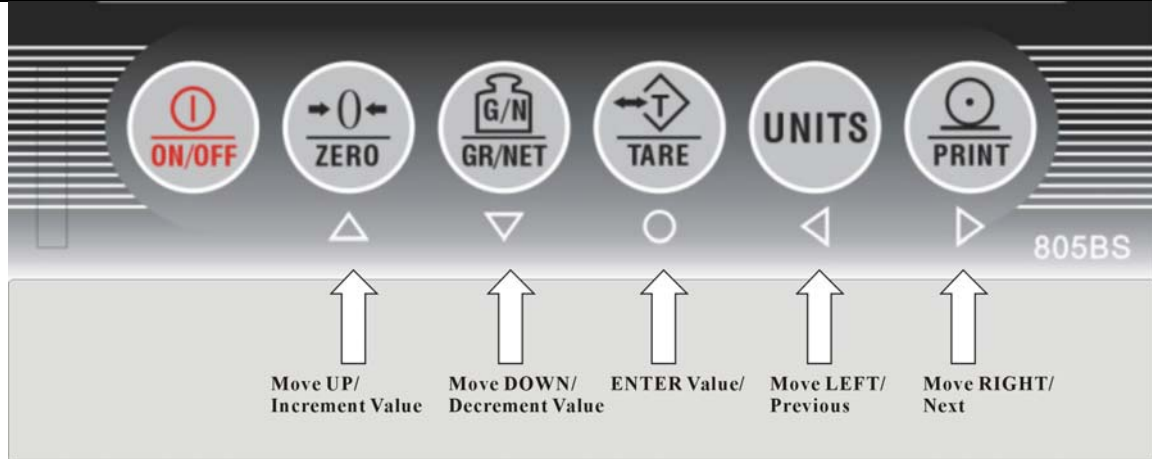 G/N
T
ON/OFF
ZERO
GR/NET
TARE
UNITS
PRINT
805BS
Move UP/
Increment Value
Move DOWN/
Decrement Value
ENTER Value/
Move LEFT/
Previous
Move RIGHT/
Next